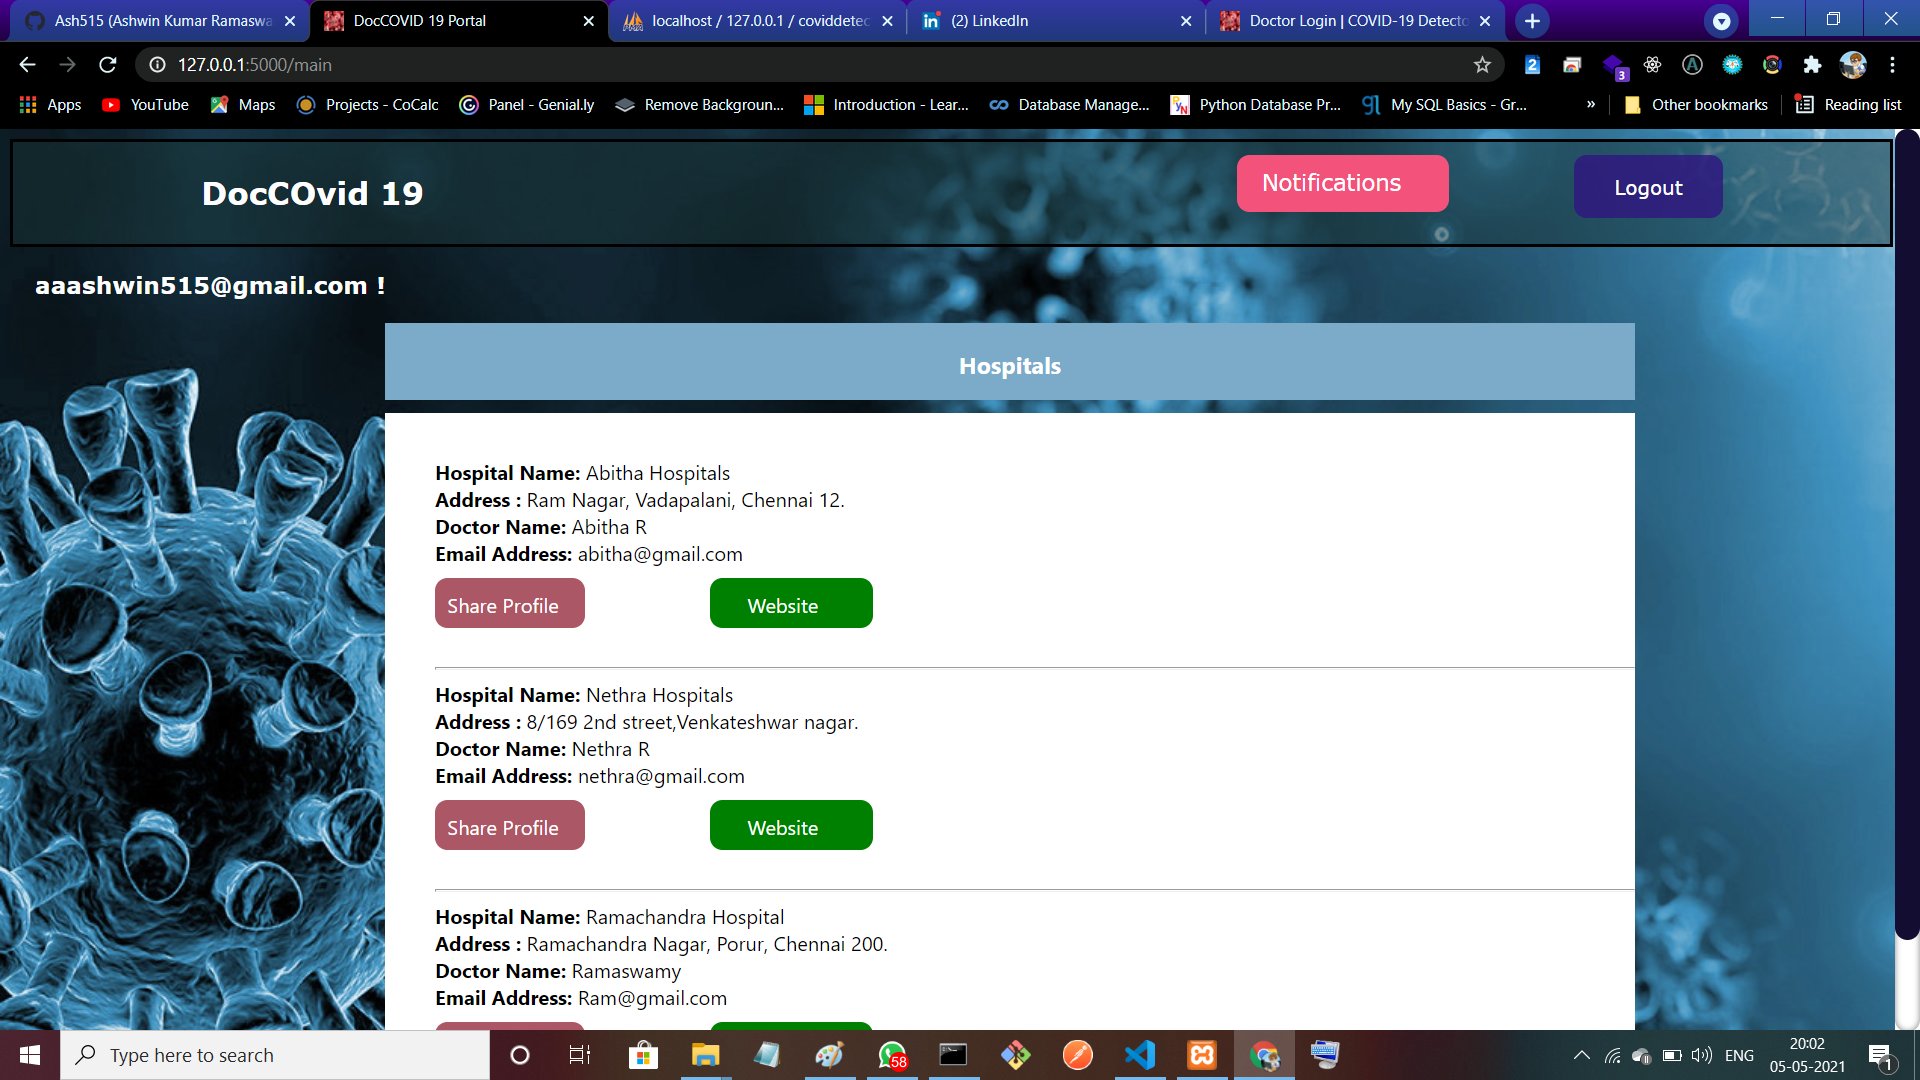 Ash515 (Ashwin Kumar Ramaswa
DocCOVID 19 Portal
localhost / 127.0.0.1 / coviddetec
(2) LinkedIn
Doctor Login | COVID-19 Detecto
127.0.0.1:5000/main
2
3
Apps
YouTube
Maps
Projects - CoCalc
Panel - Genial.ly
Remove Backgroun...
Introduction - Lear...
Database Manage...
Python Database Pr...
My SQL Basics - Gr...
»
Other bookmarks
Reading list
DocCOvid 19
Notifications
Logout
aaashwin515@gmail.com !
Hospitals
Hospital Name: Abitha Hospitals
Address : Ram Nagar, Vadapalani, Chennai 12.
Doctor Name: Abitha R
Email Address: abitha@gmail.com
Share Profile
Website
Hospital Name: Nethra Hospitals
Address : 8/169 2nd street,Venkateshwar nagar.
Doctor Name: Nethra R
Email Address: nethra@gmail.com
Share Profile
Website
Hospital Name: Ramachandra Hospital
Address : Ramachandra Nagar, Porur, Chennai 200.
Doctor Name: Ramaswamy
Email Address: Ram@gmail.com
Type here to search
58
ENG
20:02
05-05-2021
1